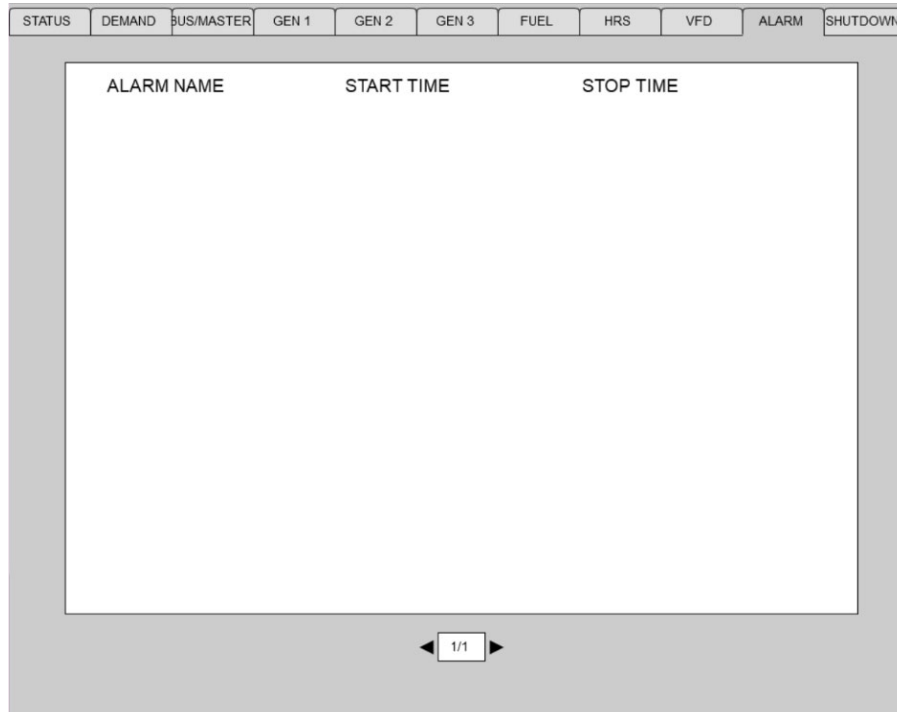 STATUS DEMAND BUS/MASTER GEN 1 GEN 2 GEN 3 FUEL HRS VFD ALARM SHUTDOWN
ALARM NAME START TIME STOP TIME
1/1